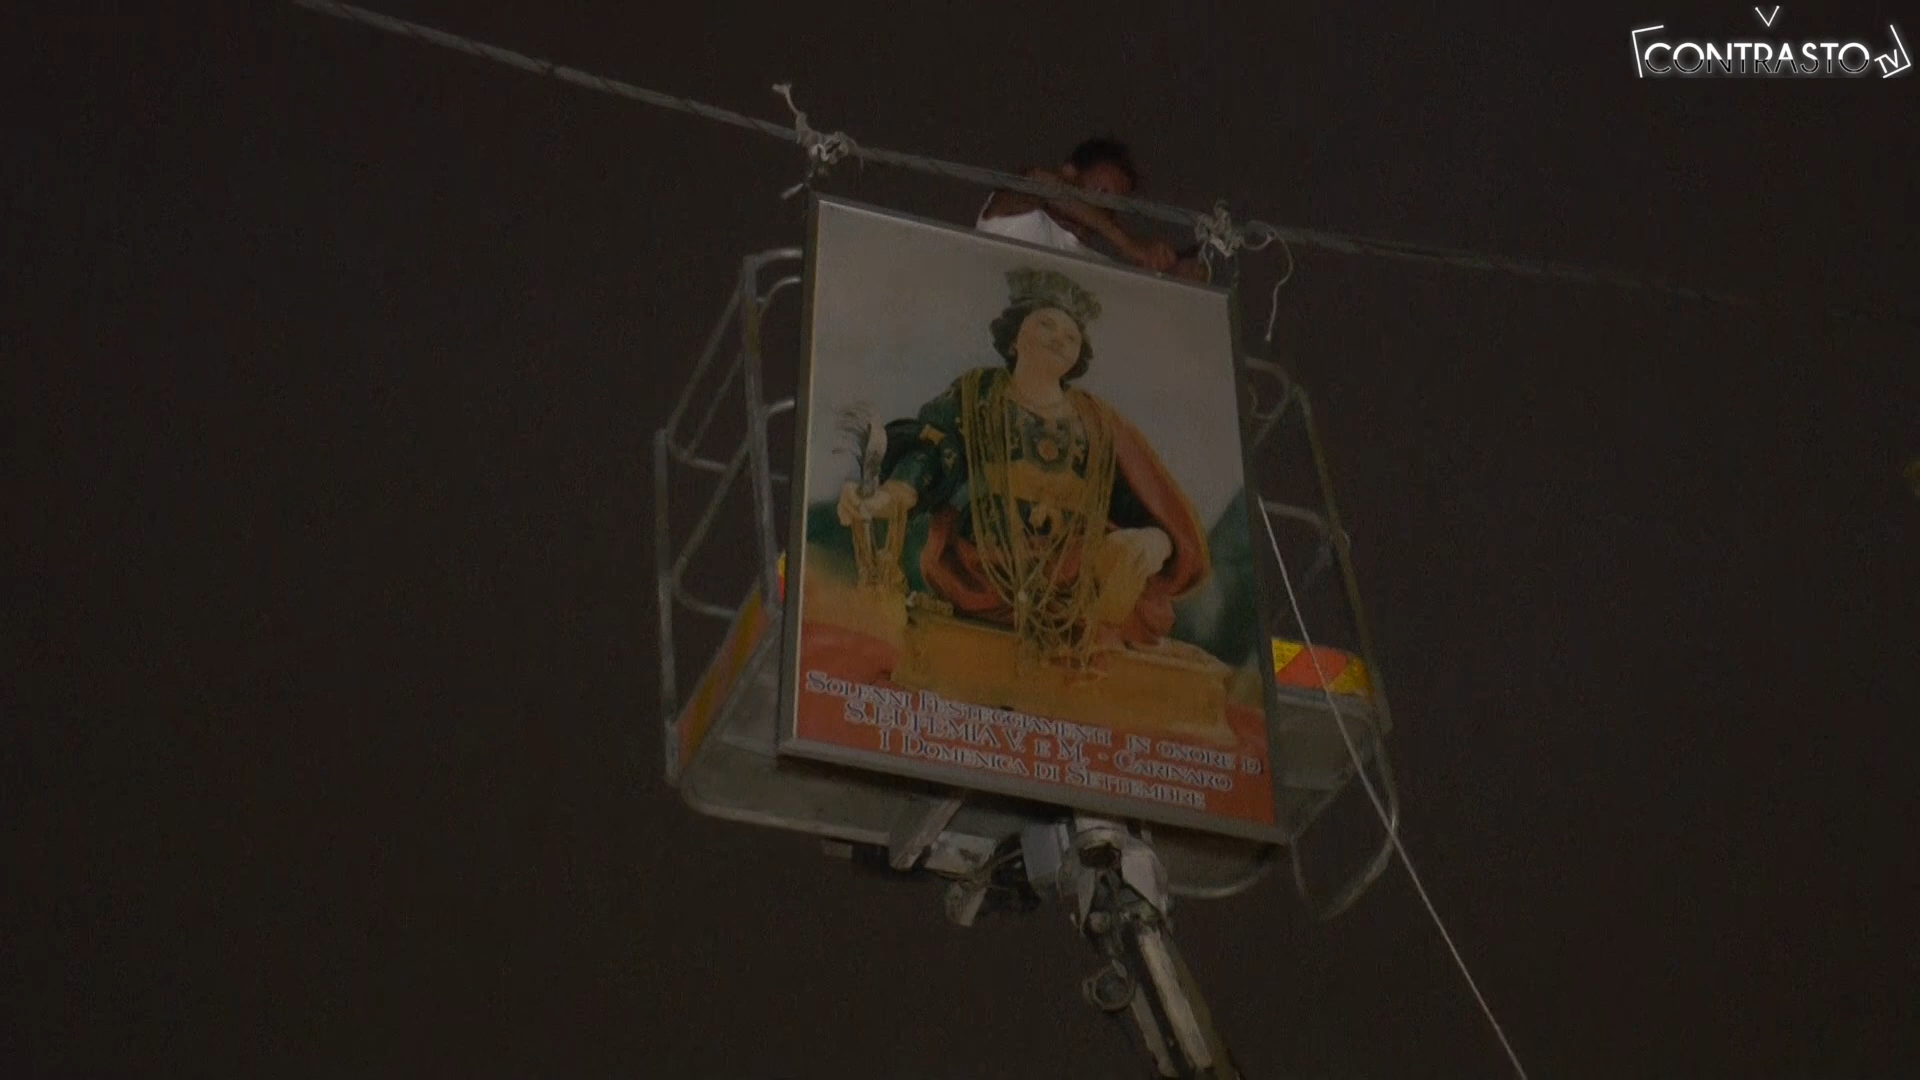 CONTRASTO TV
SOLENNI FESTEGGIAMENTI IN ONORE DI
S. EUFEMIA V. E M. - CARINARO
I DOMENICA DI SETTEMBRE